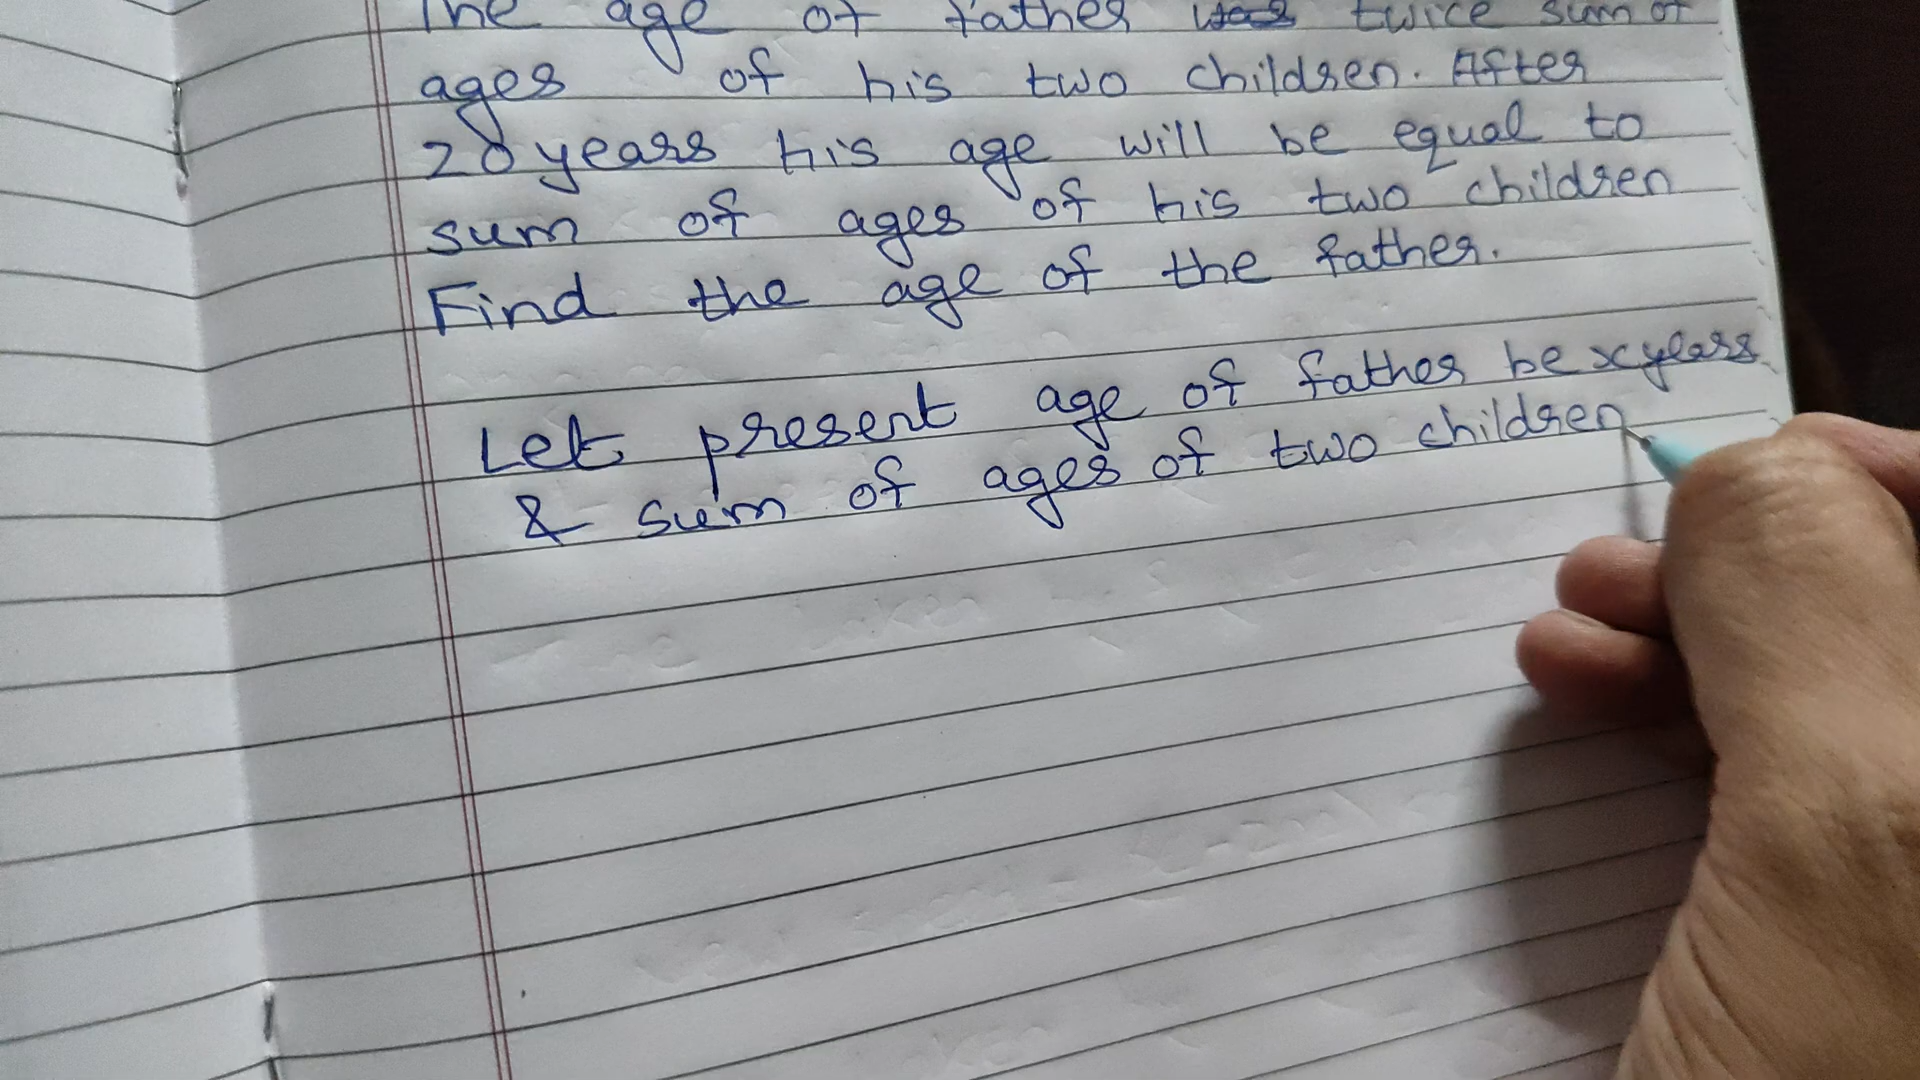 The age of father was twice sum of
ages of his two children. After
20 years his age will be equal to
sum of ages of his two children
Find the age of the father.
Let present age of father be x years
& sum of ages of two children